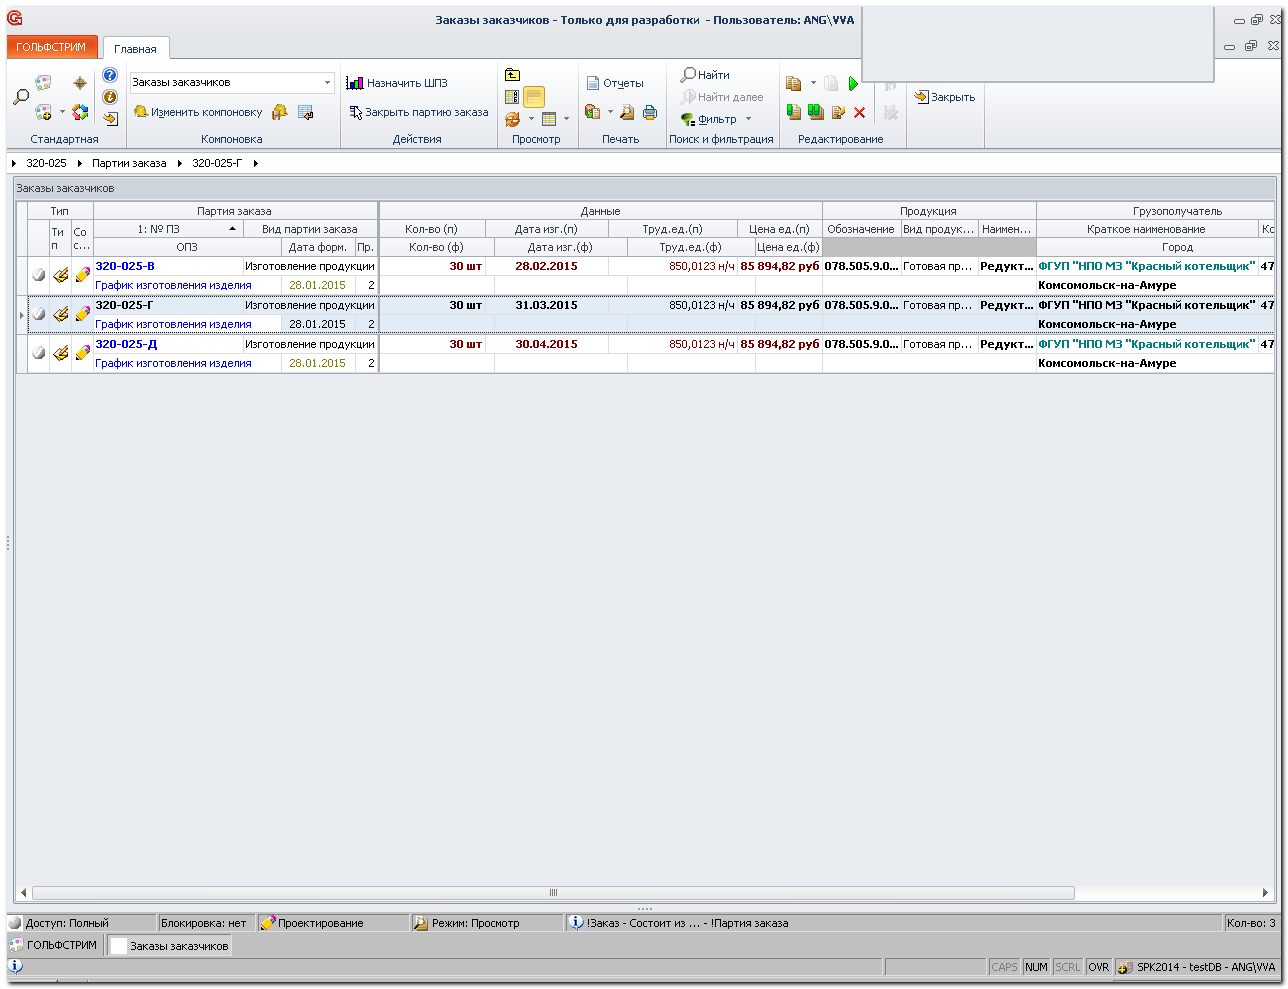 Заказы заказчиков - Только для разработки - Пользователь: ANG\VVA
ГОЛЬФСТРИМ
Главная
Заказы заказчиков
Изменить компоновку
Назначить ШПЗ
Закрыть партию заказа
Отчеты
Найти
Найти далее
Фильтр
Закрыть
Стандартная
Компоновка
Действия
Просмотр
Печать
Поиск и фильтрация
Редактирование
320-025 Партии заказа 320-025-Г
Заказы заказчиков
Тип Партия заказа Данные Продукция Грузополучатель
Ти п Со с... 1: № ПЗ Вид партии заказа Кол-во (п) Дата изг.(п) Труд.ед.(п) Цена ед.(п) Обозначение Вид продук... Наимен... Краткое наименование Кс
ОПЗ Дата форм. Пр. Кол-во (ф) Дата изг.(ф) Труд.ед.(ф) Цена ед.(ф) Город
320-025-В Изготовление продукции 30 шт 28.02.2015 850,0123 н/ч 85 894,82 руб 078.505.9.0... Готовая пр... Редукт... ФГУП "НПО МЗ "Красный котельщик" 47
График изготовления изделия 28.01.2015 2 Комсомольск-на-Амуре
320-025-Г Изготовление продукции 30 шт 31.03.2015 850,0123 н/ч 85 894,82 руб 078.505.9.0... Готовая пр... Редукт... ФГУП "НПО МЗ "Красный котельщик" 47
График изготовления изделия 28.01.2015 2 Комсомольск-на-Амуре
320-025-Д Изготовление продукции 30 шт 30.04.2015 850,0123 н/ч 85 894,82 руб 078.505.9.0... Готовая пр... Редукт... ФГУП "НПО МЗ "Красный котельщик" 47
График изготовления изделия 28.01.2015 2 Комсомольск-на-Амуре
Доступ: Полный Блокировка: нет Проектирование Режим: Просмотр !Заказ - Состоит из ... - !Партия заказа Кол-во: 3
ГОЛЬФСТРИМ Заказы заказчиков
CAPS NUM SCRL OVR SPK2014 - testDB - ANG\VVA